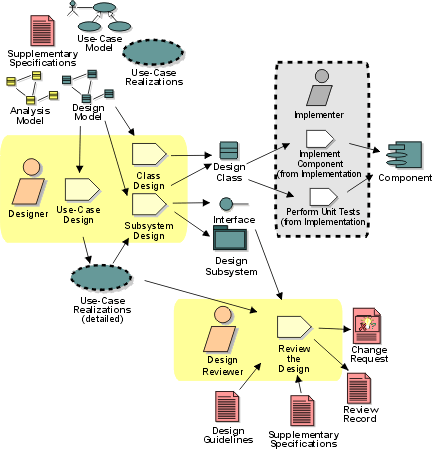 Use-Case
Model
Supplementary
Specifications
Use-Case
Realizations
Analysis
Model
Design
Model
Implementer
Implement
Component
(from Implementation)
Component
Perform Unit Tests
(from Implementation)
Designer
Use-Case
Design
Class
Design
Subsystem
Design
Design
Class
Interface
Design
Subsystem
Use-Case
Realizations
(detailed)
Design
Reviewer
Review
the
Design
Change
Request
Review
Record
Design
Guidelines
Supplementary
Specifications